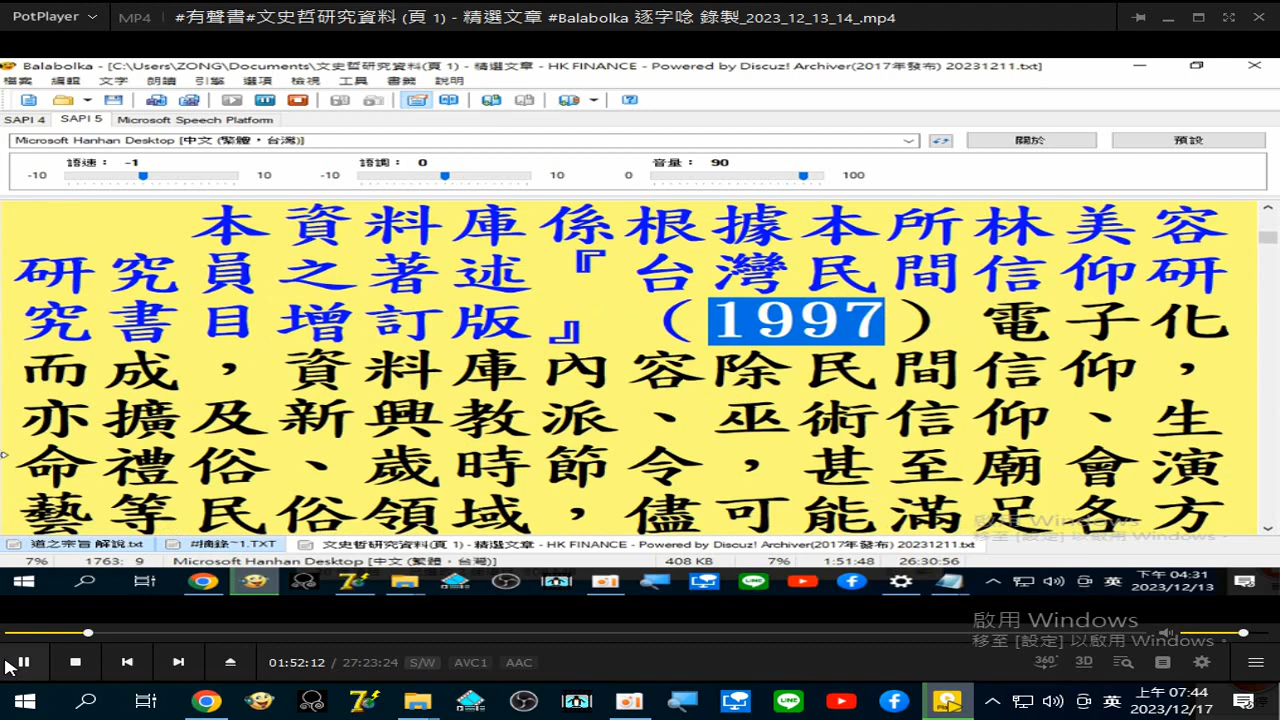 PotPlayer
MP4
#有聲書#文史哲研究資料 (頁 1) - 精選文章 #Balabolka 逐字唸 錄製_2023_12_13_14_.mp4
Balabolka - [C:\Users\ZONG\Documents\文史哲研究資料(頁 1) - 精選文章 - HK FINANCE - Powered by Discuz! Archiver(2017年發布) 20231211.txt]
檔案 編輯 文字 朗讀 引擎 選項 檢視 工具 書籤 說明
SAPI 4 SAPI 5 Microsoft Speech Platform
Microsoft Hanhan Desktop [中文 (繁體，台灣)]
關於 預設
語速： -1 語調： 0 音量： 90
-10 10 -10 10 0 100
本資料庫係根據本所林美容
研究員之著述『台灣民間信仰研
究書目增訂版』（1997）電子化
而成，資料庫內容除民間信仰，
亦擴及新興教派、巫術信仰、生
命禮俗、歲時節令，甚至廟會演
藝等民俗領域，儘可能滿足各方
啟用 Windows
移至 [設定] 以啟用 Windows。
道之宗旨 解說.txt #摘錄~1.TXT 文史哲研究資料(頁 1) - 精選文章 - HK FINANCE - Powered by Discuz! Archiver(2017年發布) 20231211.txt
7% 1763: 9 Microsoft Hanhan Desktop [中文 (繁體，台灣)] 408 KB 7% 1:51:48 26:30:56
英 下午 04:31
2023/12/13
啟用 Windows
移至 [設定] 以啟用 Windows。
01:52:12 / 27:23:24 S/W AVC1 AAC
360° 3D
英 上午 07:44
2023/12/17